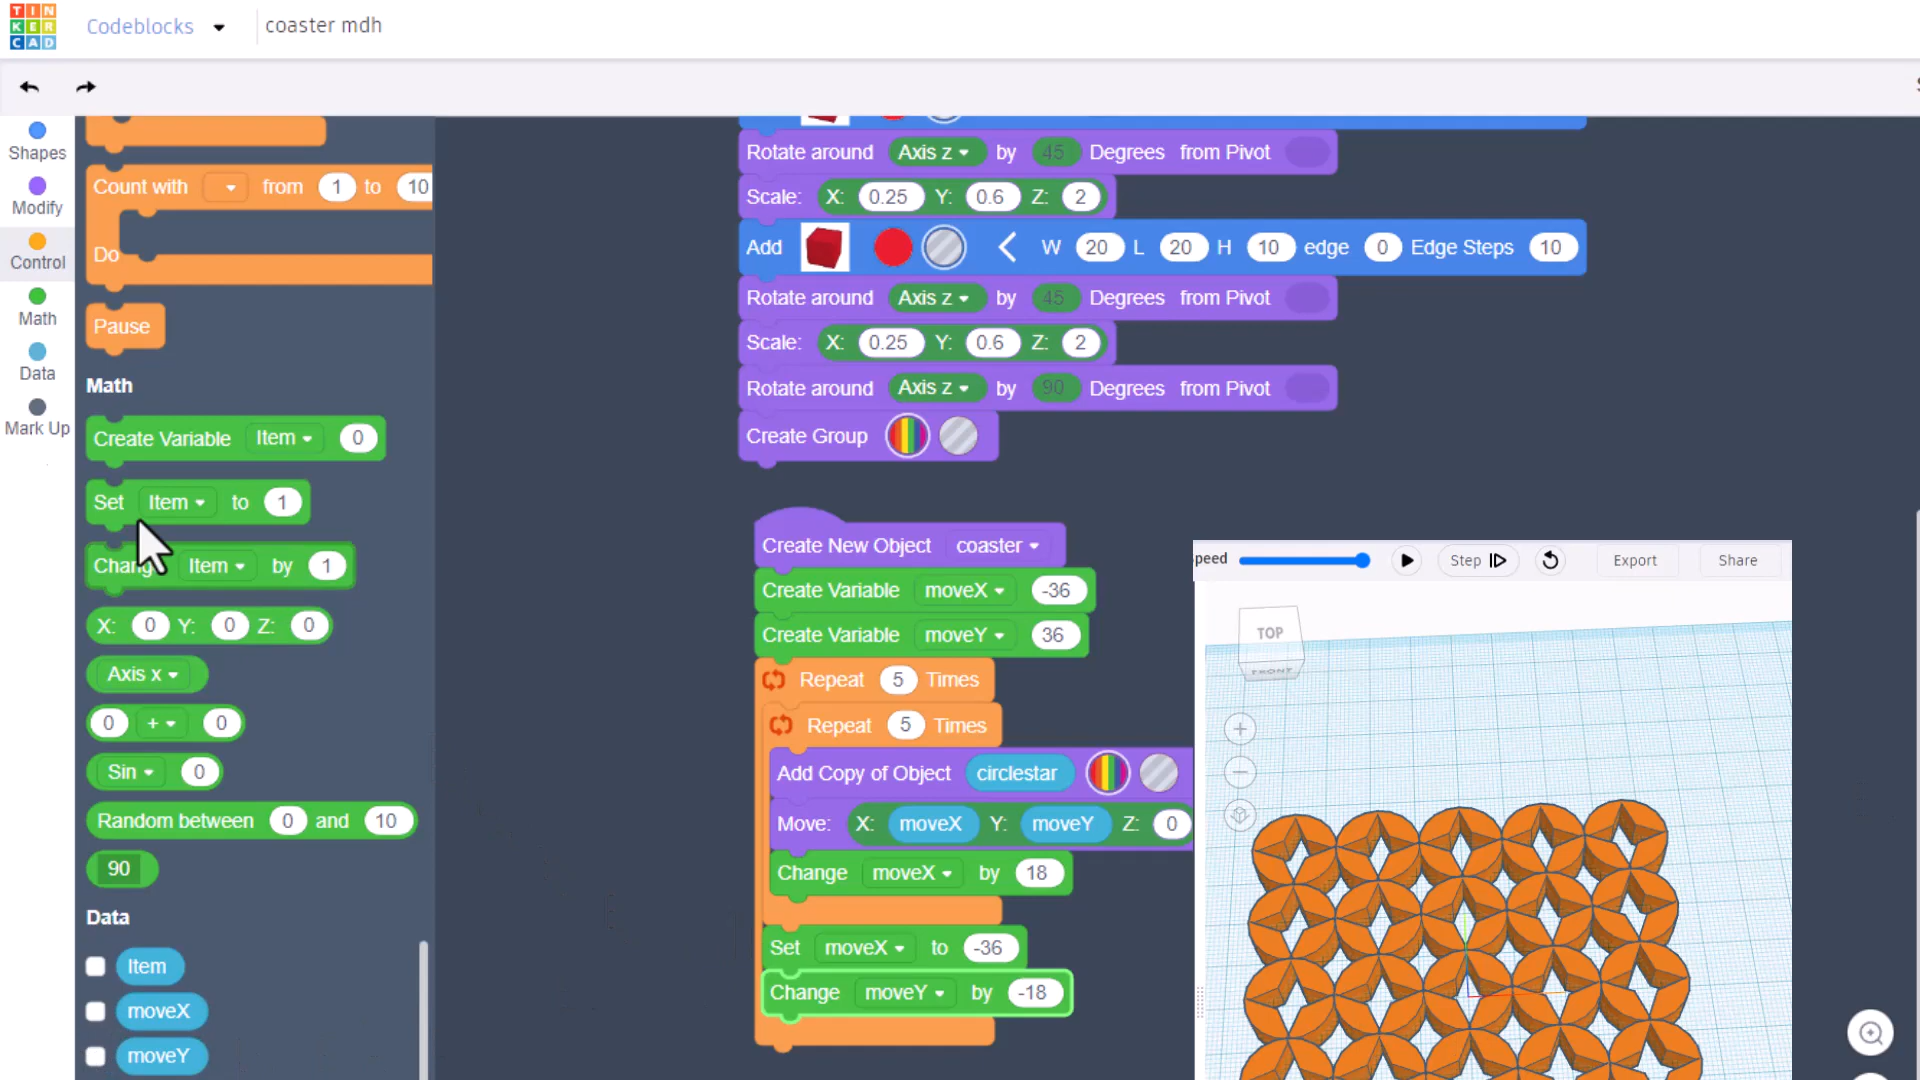 TIN
KER
CAD
Codeblocks
coaster mdh
Shapes
Modify
Control
Math
Data
Mark Up
Count with from 1 to 10
Do
Pause
Math
Create Variable Item 0
Set Item to 1
Change Item by 1
X: 0 Y: 0 Z: 0
Axis x
0 + 0
Sin 0
Random between 0 and 10
90
Data
Item
moveX
moveY
Rotate around Axis z by 45 Degrees from Pivot
Scale: X: 0.25 Y: 0.6 Z: 2
Add W 20 L 20 H 10 edge 0 Edge Steps 10
Rotate around Axis z by 45 Degrees from Pivot
Scale: X: 0.25 Y: 0.6 Z: 2
Rotate around Axis z by 90 Degrees from Pivot
Create Group
Create New Object coaster
Create Variable moveX -36
Create Variable moveY 36
Repeat 5 Times
Repeat 5 Times
Add Copy of Object circlestar
Move: X: moveX Y: moveY Z: 0
Change moveX by 18
Set moveX to -36
Change moveY by -18
peed Step Export Share
TOP
FRONT